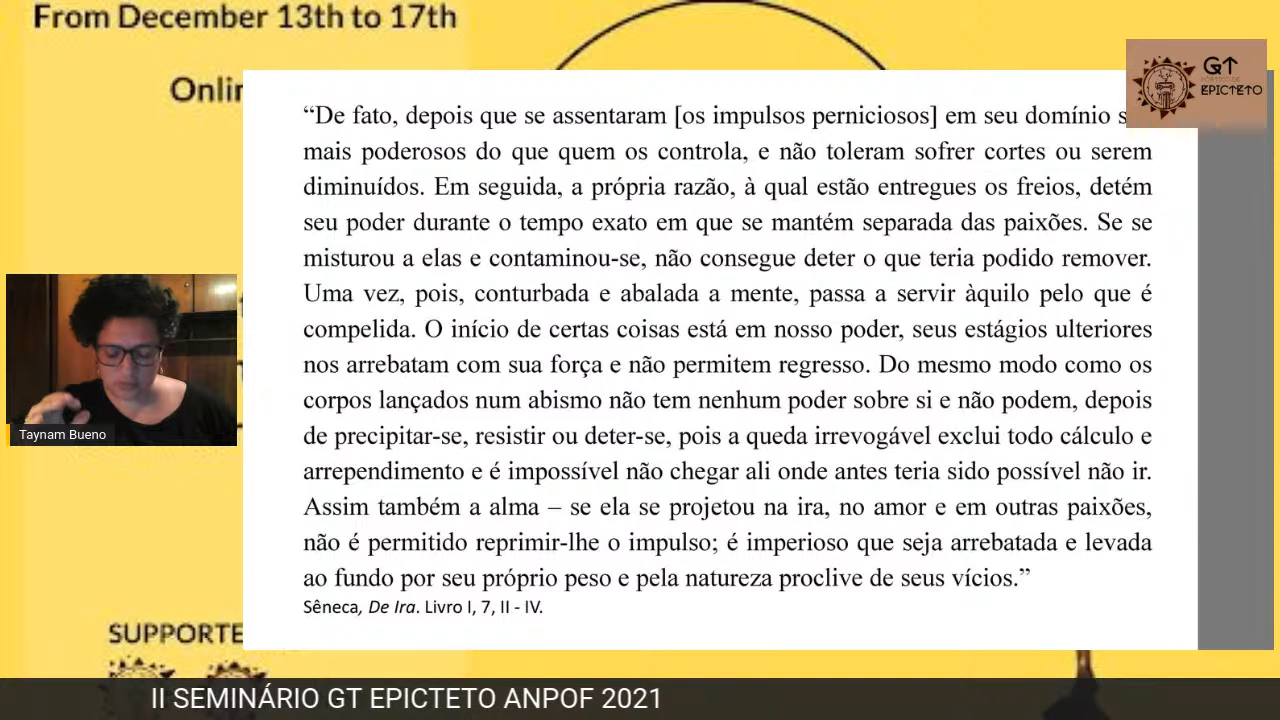 From December 13th to 17th
Onlin
GT
EPICTETO
“De fato, depois que se assentaram [os impulsos perniciosos] em seu domínio s
mais poderosos do que quem os controla, e não toleram sofrer cortes ou serem
diminuídos. Em seguida, a própria razão, à qual estão entregues os freios, detém
seu poder durante o tempo exato em que se mantém separada das paixões. Se se
misturou a elas e contaminou-se, não consegue deter o que teria podido remover.
Uma vez, pois, conturbada e abalada a mente, passa a servir àquilo pelo que é
compelida. O início de certas coisas está em nosso poder, seus estágios ulteriores
nos arrebatam com sua força e não permitem regresso. Do mesmo modo como os
corpos lançados num abismo não tem nenhum poder sobre si e não podem, depois
de precipitar-se, resistir ou deter-se, pois a queda irrevogável exclui todo cálculo e
arrependimento e é impossível não chegar ali onde antes teria sido possível não ir.
Assim também a alma – se ela se projetou na ira, no amor e em outras paixões,
não é permitido reprimir-lhe o impulso; é imperioso que seja arrebatada e levada
ao fundo por seu próprio peso e pela natureza proclive de seus vícios.”
Sêneca, De Ira. Livro I, 7, II - IV.
Taynam Bueno
SUPPORTE
II SEMINÁRIO GT EPICTETO ANPOF 2021